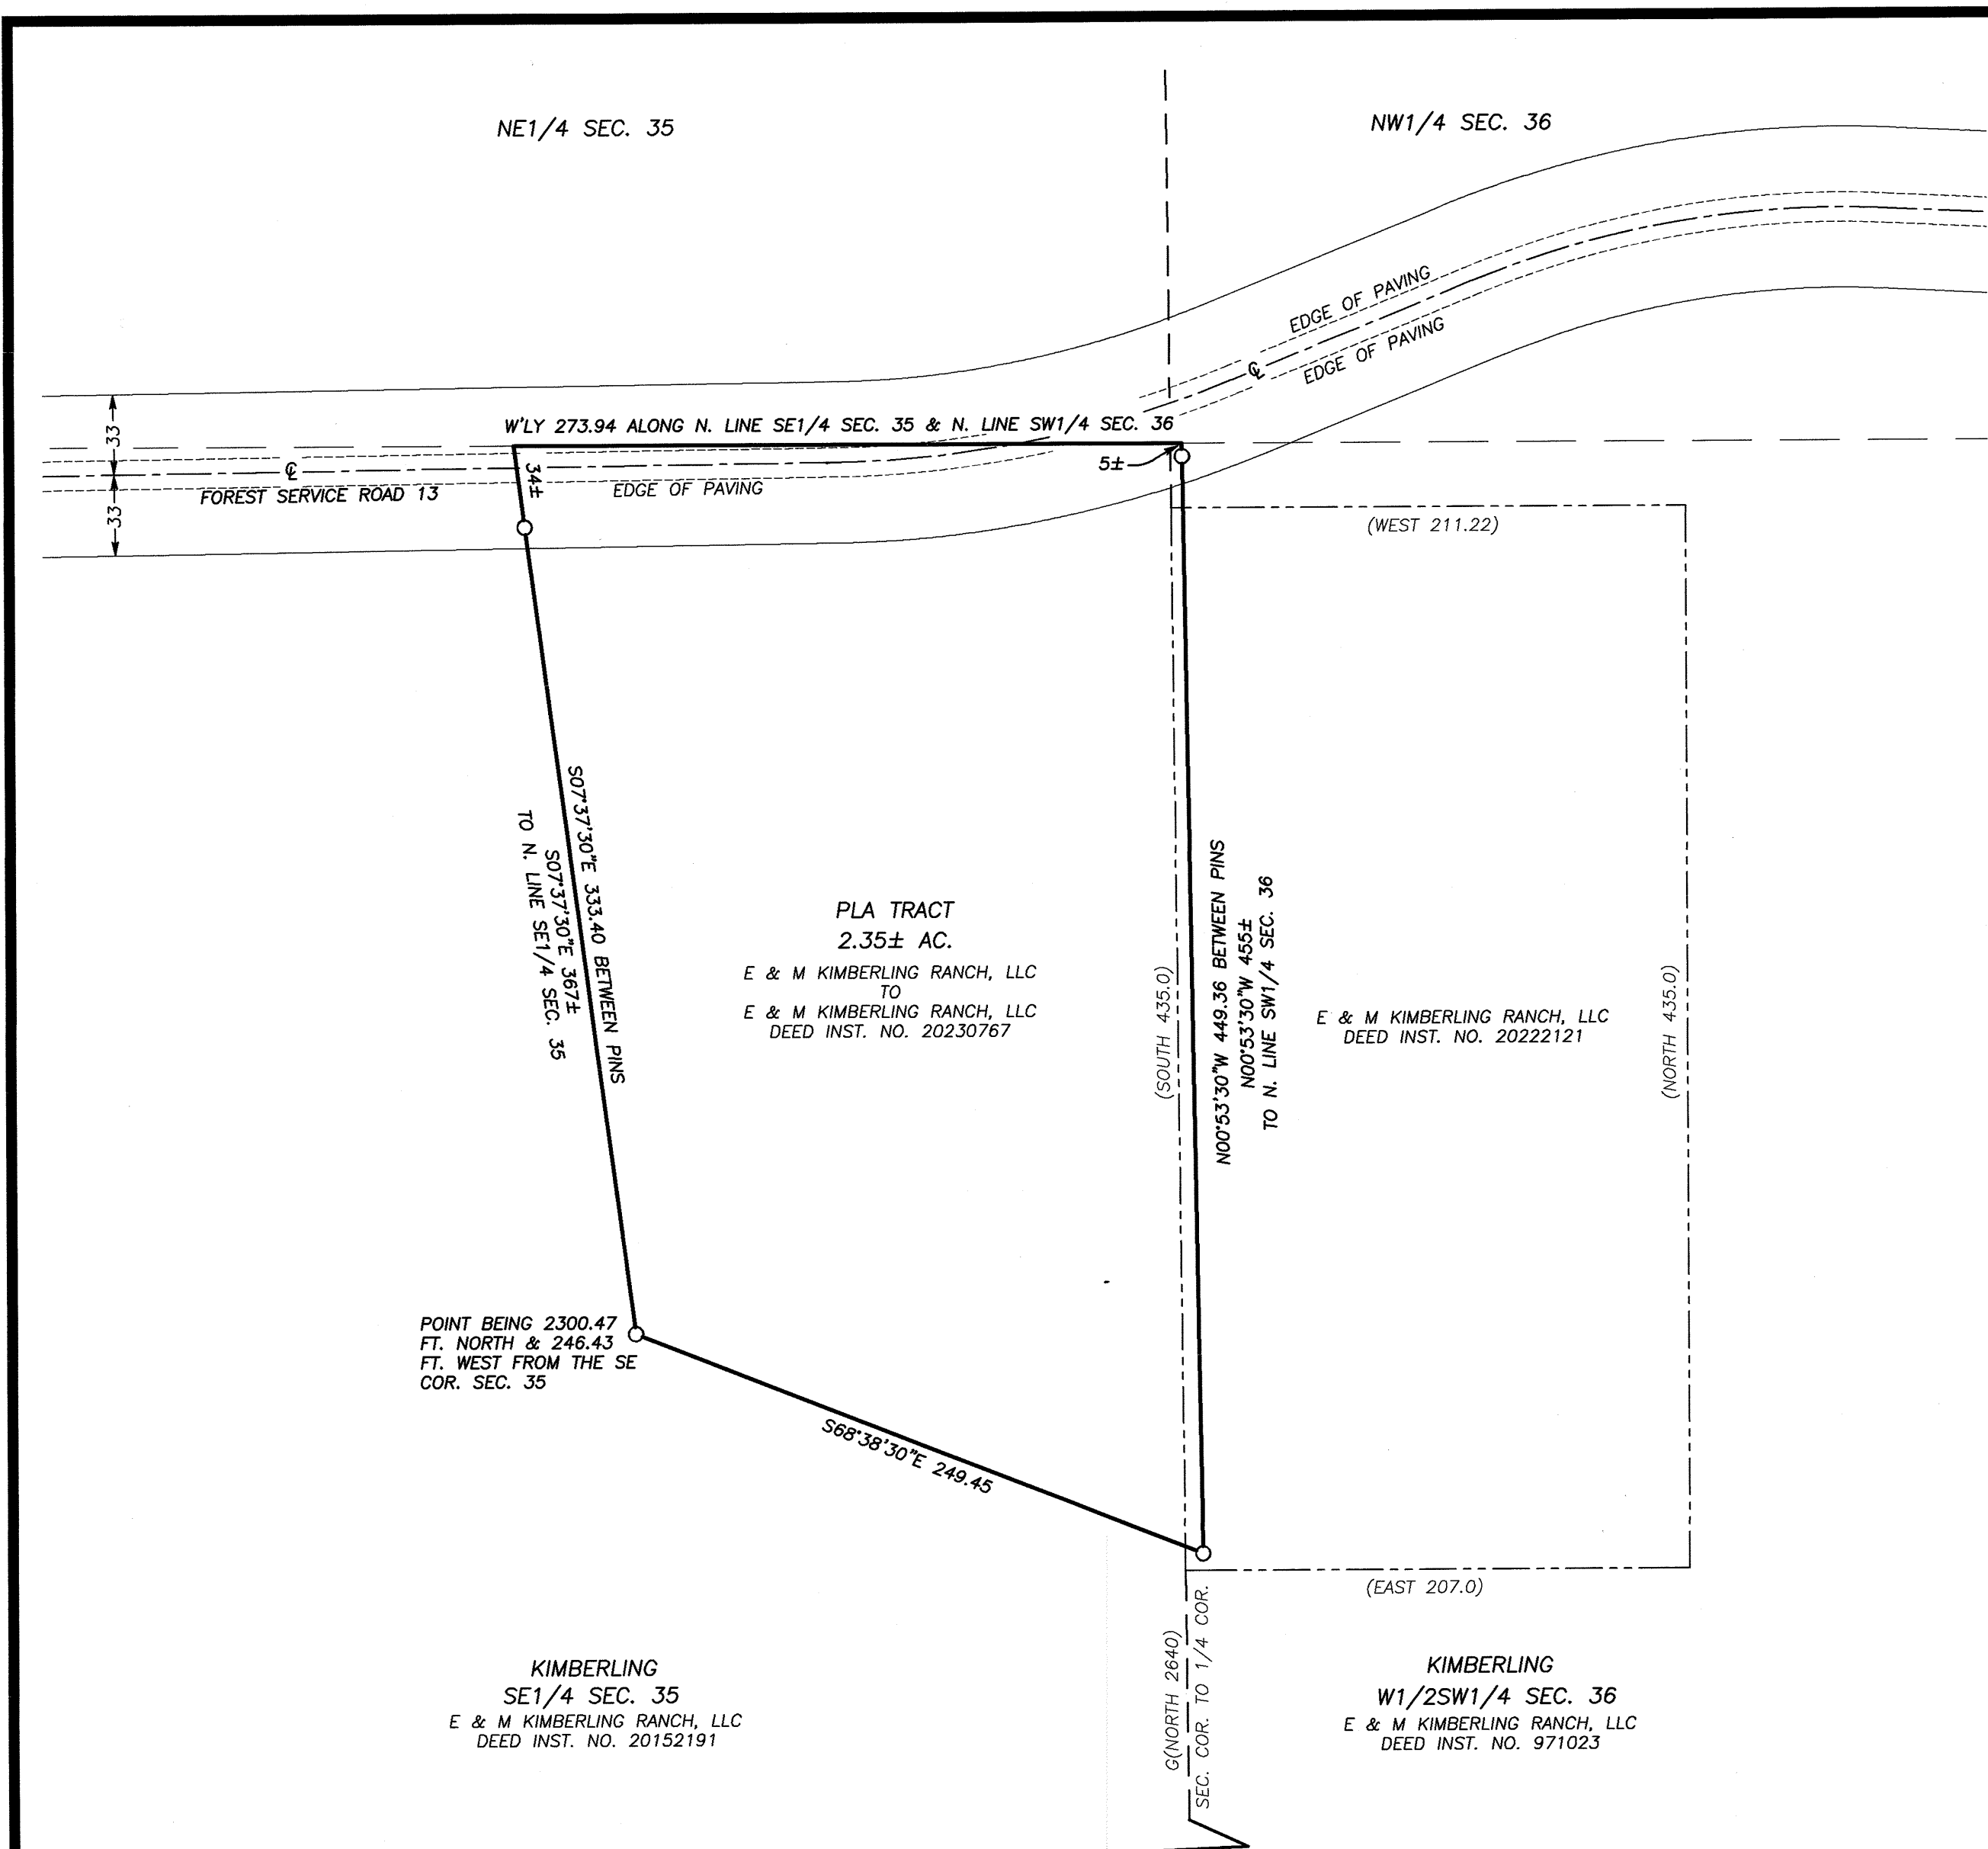 NE1/4 SEC. 35
NW1/4 SEC. 36
EDGE OF PAVING
℄
EDGE OF PAVING
33
W'LY 273.94 ALONG N. LINE SE1/4 SEC. 35 & N. LINE SW1/4 SEC. 36
5±
℄
34±
FOREST SERVICE ROAD 13
EDGE OF PAVING
33
(WEST 211.22)
S07°37'30"E 333.40 BETWEEN PINS
S07°37'30"E 367±
TO N. LINE SE1/4 SEC. 35
PLA TRACT
2.35± AC.
E & M KIMBERLING RANCH, LLC
TO
E & M KIMBERLING RANCH, LLC
DEED INST. NO. 20230767
(SOUTH 435.0)
N00°53'30"W 449.36 BETWEEN PINS
N00°53'30"W 455±
TO N. LINE SW1/4 SEC. 36
E & M KIMBERLING RANCH, LLC
DEED INST. NO. 20222121
(NORTH 435.0)
POINT BEING 2300.47
FT. NORTH & 246.43
FT. WEST FROM THE SE
COR. SEC. 35
S68°38'30"E 249.45
(EAST 207.0)
G(NORTH 2640)
SEC. COR. TO 1/4 COR.
KIMBERLING
SE1/4 SEC. 35
E & M KIMBERLING RANCH, LLC
DEED INST. NO. 20152191
KIMBERLING
W1/2SW1/4 SEC. 36
E & M KIMBERLING RANCH, LLC
DEED INST. NO. 971023